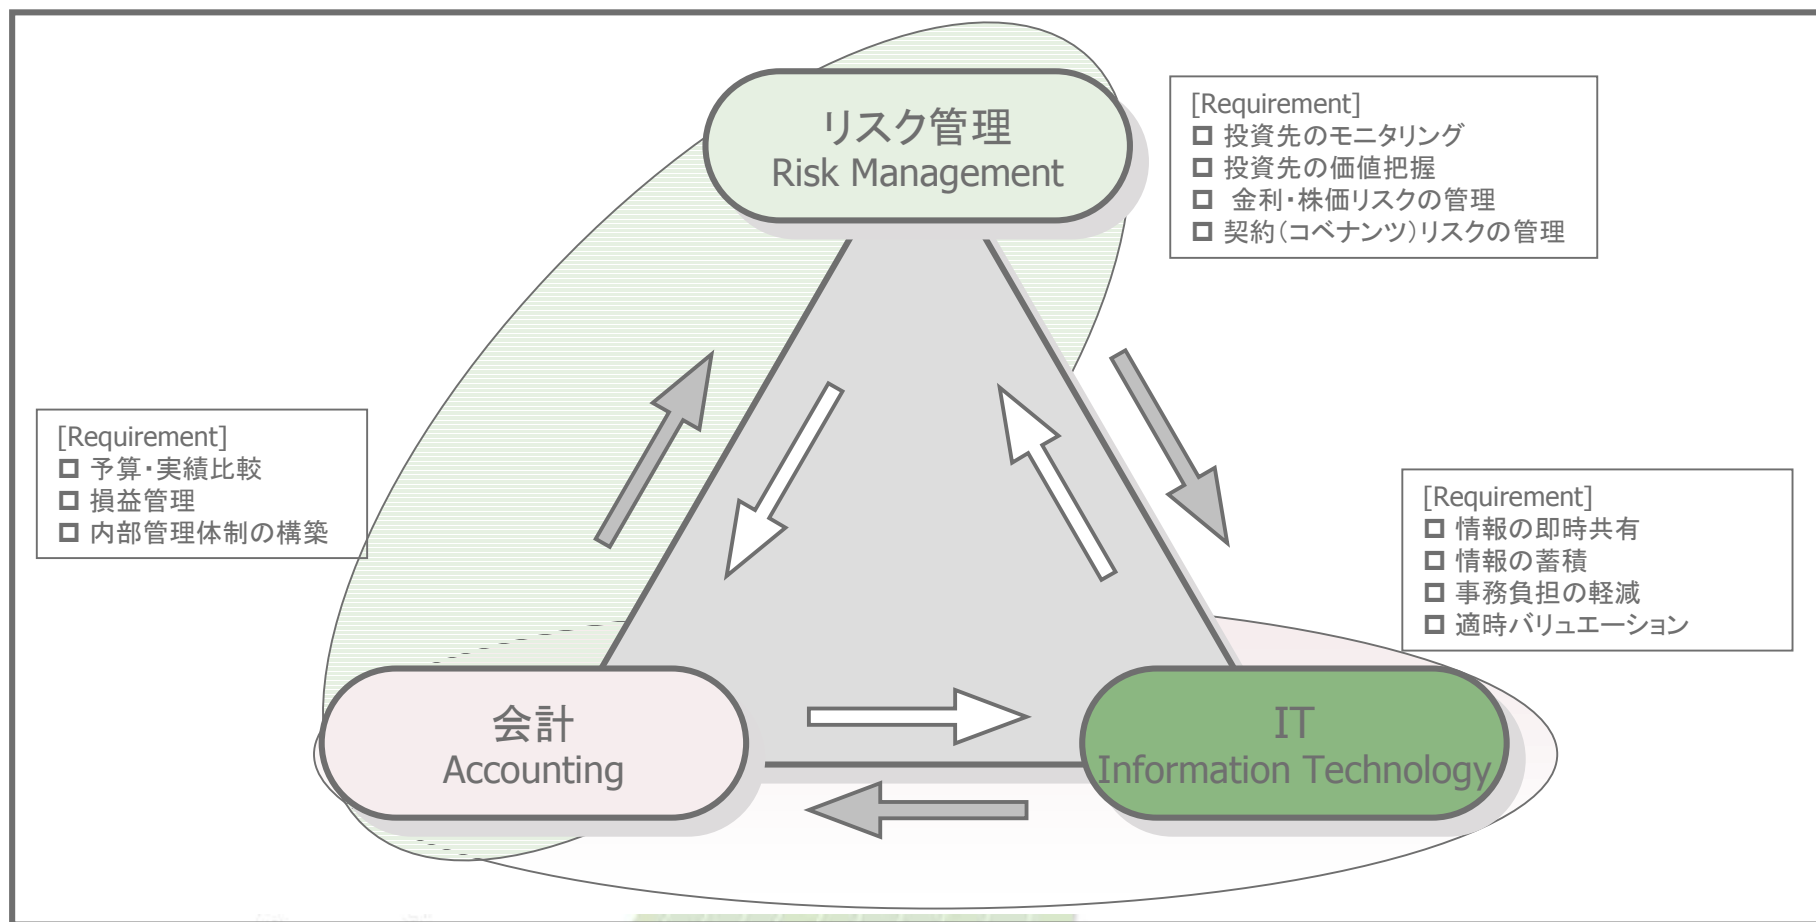 リスク管理
Risk Management
[Requirement]
投資先のモニタリング
投資先の価値把握
金利・株価リスクの管理
契約（コベナンツ）リスクの管理
[Requirement]
予算・実績比較
損益管理
内部管理体制の構築
[Requirement]
情報の即時共有
情報の蓄積
事務負担の軽減
適時バリュエーション
会計
Accounting
IT
Information Technology